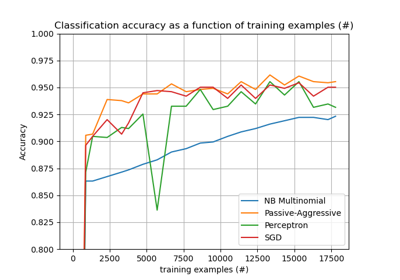 Classification accuracy as a function of training examples (#)
1.000
0.975
0.950
0.925
0.900
0.875
0.850
0.825
0.800
Accuracy
NB Multinomial
Passive-Aggressive
Perceptron
SGD
0 2500 5000 7500 10000 12500 15000 17500
training examples (#)